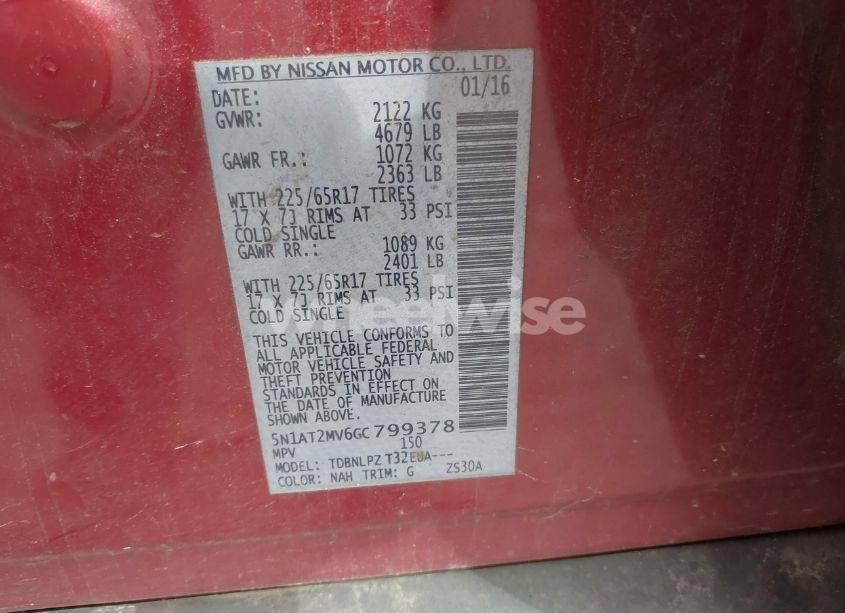 MFD BY NISSAN MOTOR CO., LTD.
DATE: 01/16
GVWR: 2122 KG
4679 LB
GAWR FR.: 1072 KG
2363 LB
WITH 225/65R17 TIRES
17 X 7J RIMS AT 33 PSI
COLD SINGLE
GAWR RR.: 1089 KG
2401 LB
WITH 225/65R17 TIRES
17 X 7J RIMS AT 33 PSI
COLD SINGLE
wheelwise
THIS VEHICLE CONFORMS TO
ALL APPLICABLE FEDERAL
MOTOR VEHICLE SAFETY AND
THEFT PREVENTION
STANDARDS IN EFFECT ON
THE DATE OF MANUFACTURE
SHOWN ABOVE.
5N1AT2MV6GC799378
MPV 150
MODEL: TDBNLPZ T32EUA---
COLOR: NAH TRIM: G ZS30A